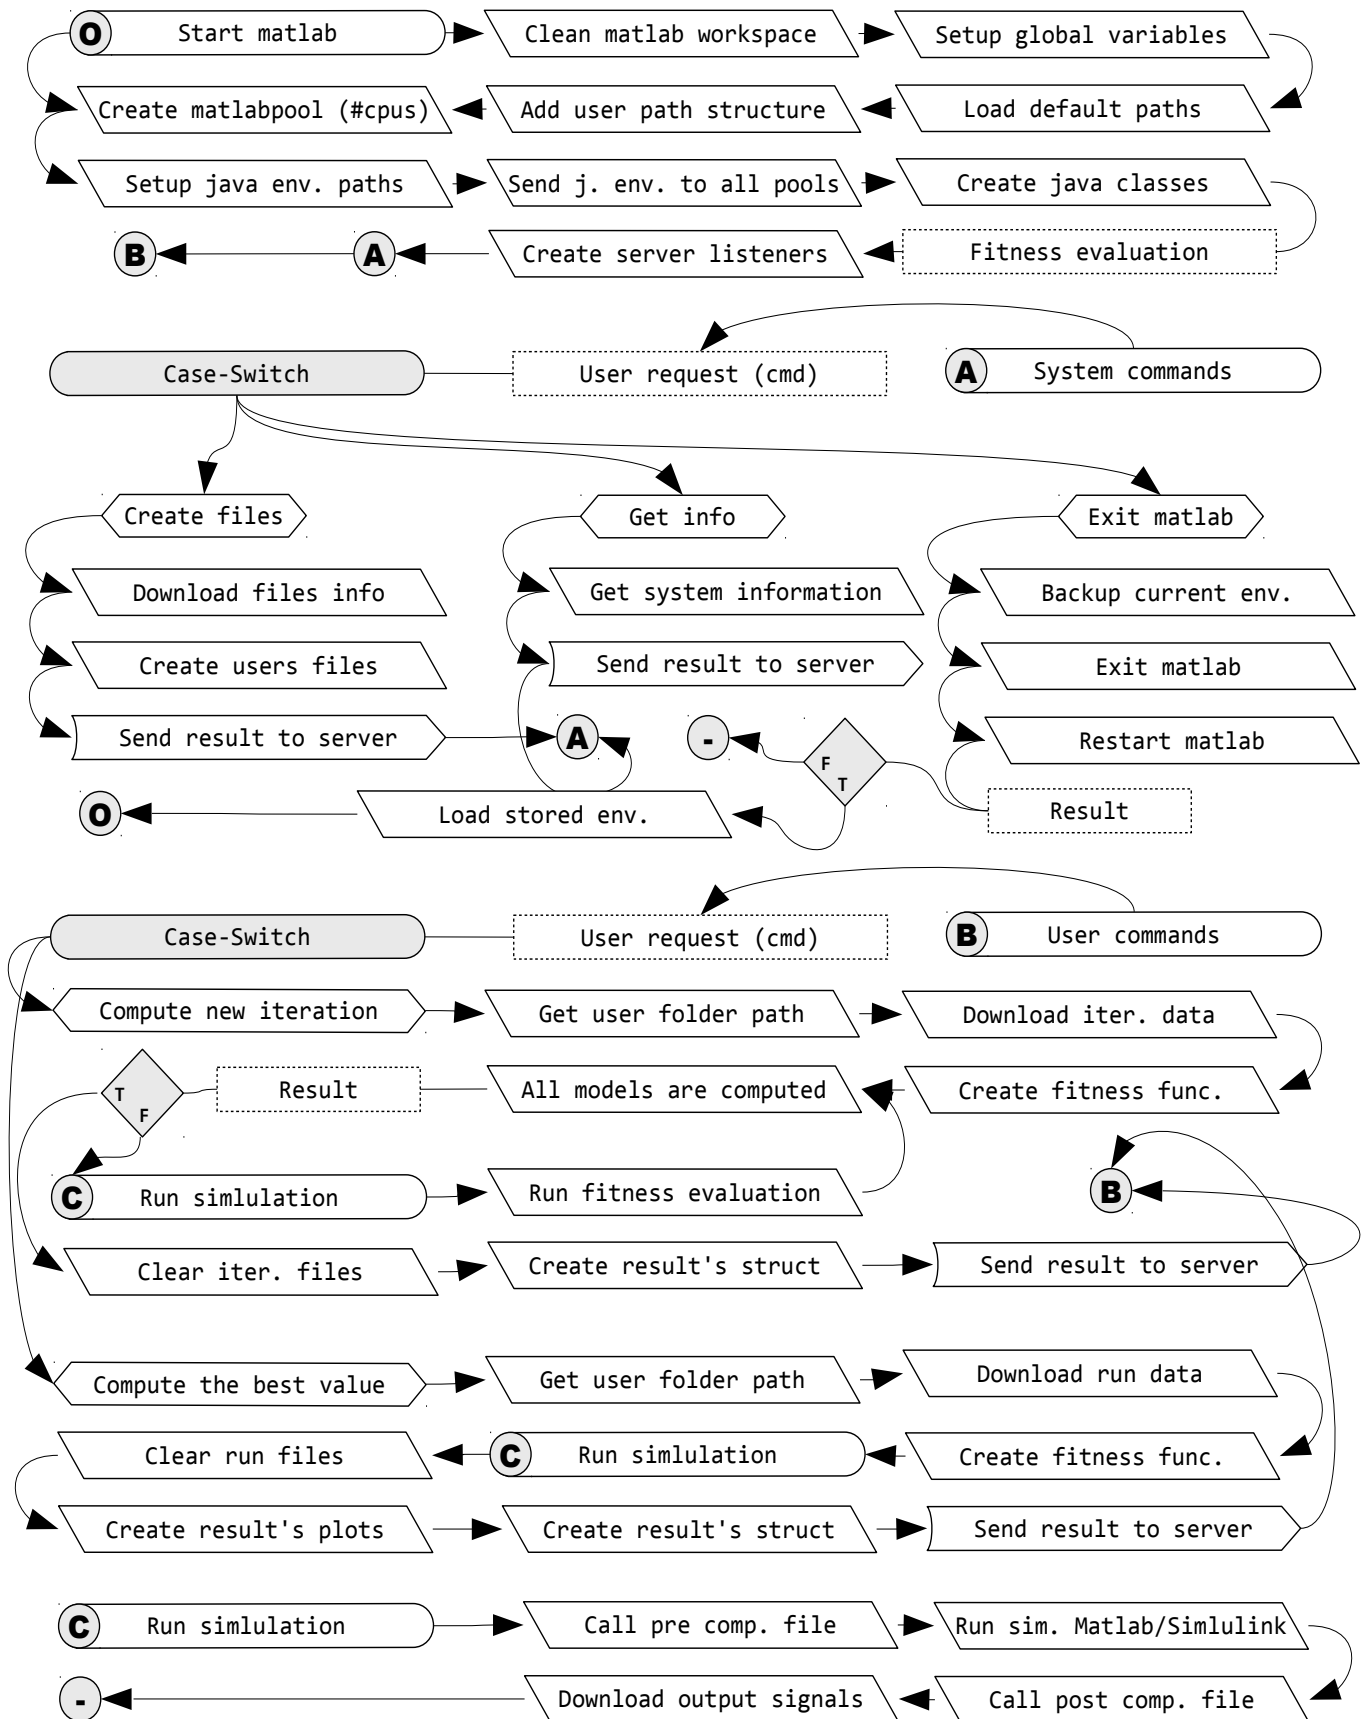 O Start matlab Clean matlab workspace Setup global variables
Create matlabpool (#cpus) Add user path structure Load default paths
Setup java env. paths Send j. env. to all pools Create java classes
B A Create server listeners Fitness evaluation
Case-Switch User request (cmd) A System commands
Create files Get info Exit matlab
Download files info Get system information Backup current env.
Create users files Send result to server Exit matlab
Send result to server A - F T Restart matlab
O Load stored env. Result
Case-Switch User request (cmd) B User commands
Compute new iteration Get user folder path Download iter. data
T F Result All models are computed Create fitness func.
C Run simlulation Run fitness evaluation B
Clear iter. files Create result's struct Send result to server
Compute the best value Get user folder path Download run data
Clear run files C Run simlulation Create fitness func.
Create result's plots Create result's struct Send result to server
C Run simlulation Call pre comp. file Run sim. Matlab/Simlulink
- Download output signals Call post comp. file